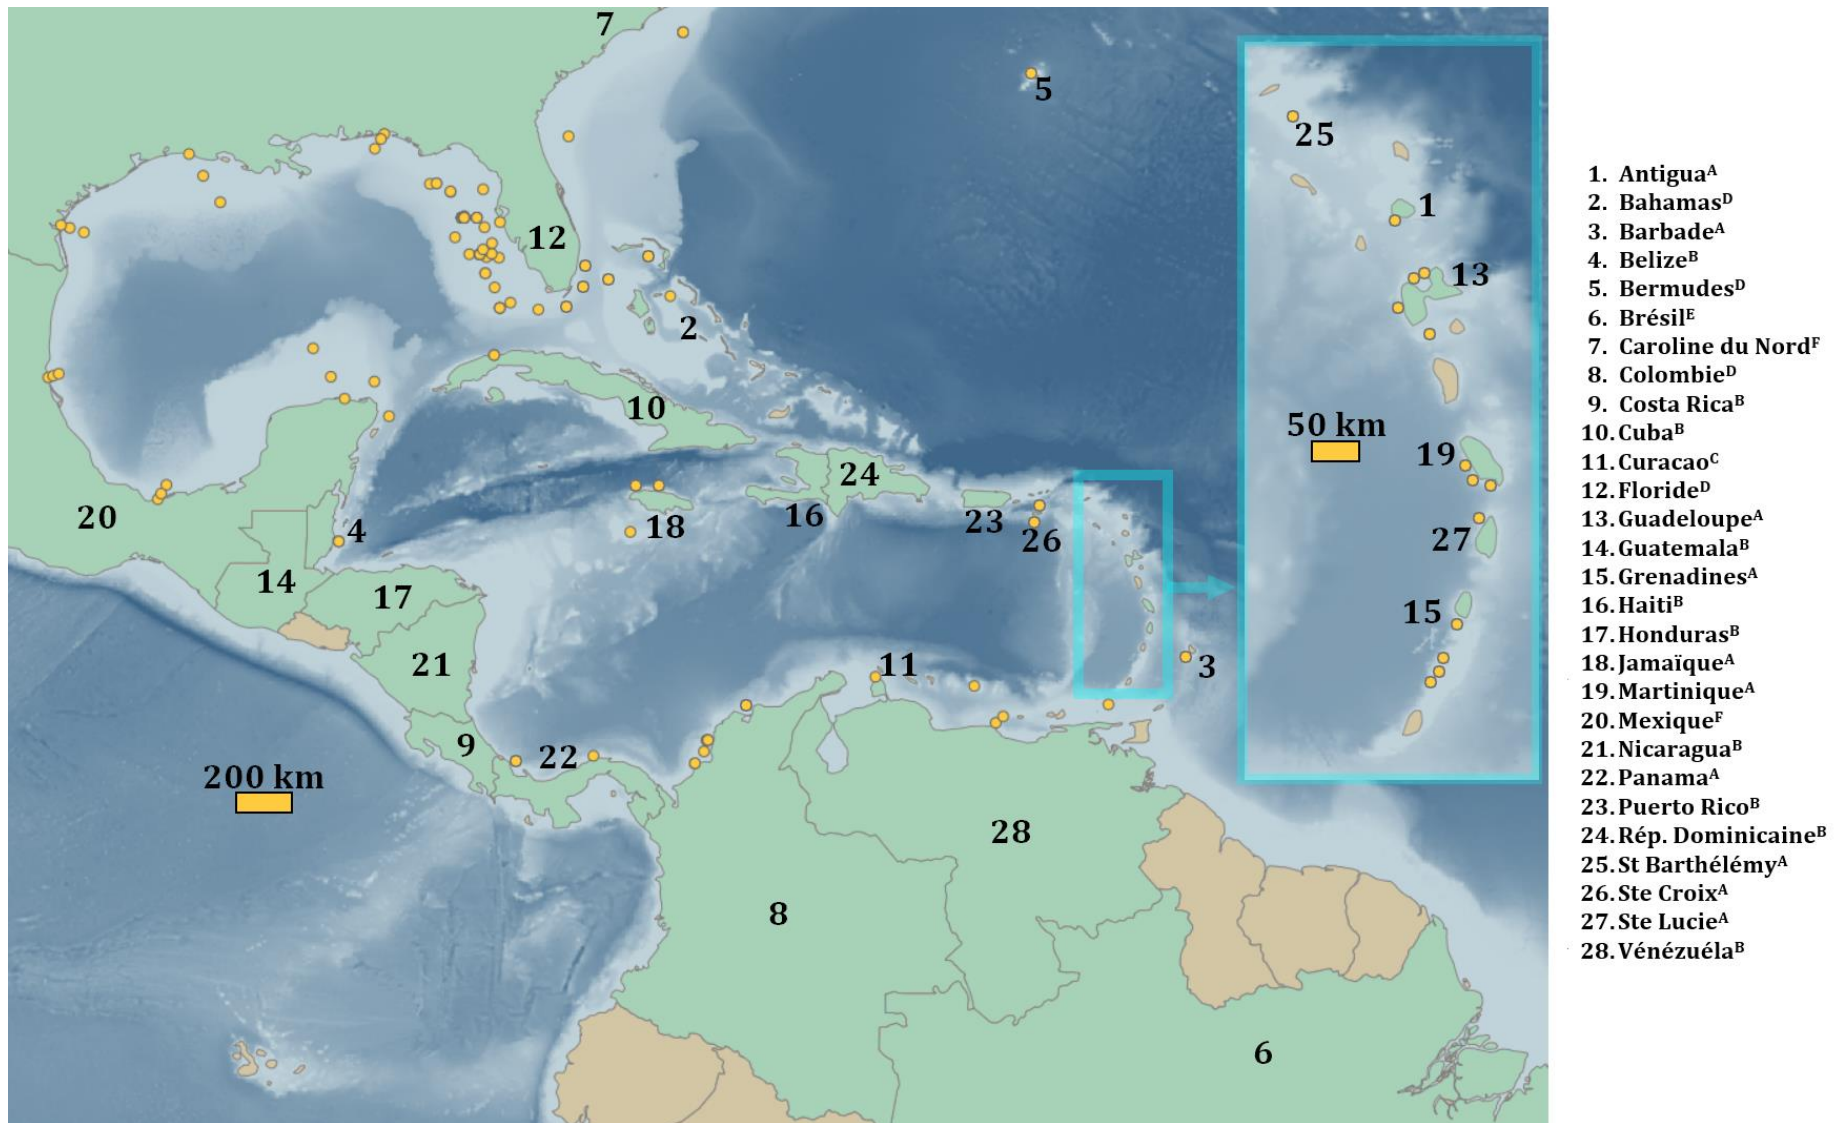 7
5
25
1
12
13
2
50 km
10
19
24
20
4
16
18
23
26
27
14
17
15
21
11
3
9
22
200 km
28
8
6
1. Antiguaᴬ
2. Bahamasᴰ
3. Barbadeᴬ
4. Belizeᴮ
5. Bermudesᴰ
6. Brésilᴱ
7. Caroline du Nordᶠ
8. Colombieᴰ
9. Costa Ricaᴮ
10. Cubaᴮ
11. Curacaoᶜ
12. Florideᴰ
13. Guadeloupeᴬ
14. Guatemalaᴮ
15. Grenadinesᴬ
16. Haitiᴮ
17. Hondurasᴮ
18. Jamaïqueᴬ
19. Martiniqueᴬ
20. Mexiqueᶠ
21. Nicaraguaᴮ
22. Panamaᴬ
23. Puerto Ricoᴮ
24. Rép. Dominicaineᴮ
25. St Barthélémyᴬ
26. Ste Croixᴬ
27. Ste Lucieᴬ
28. Vénézuélaᴮ